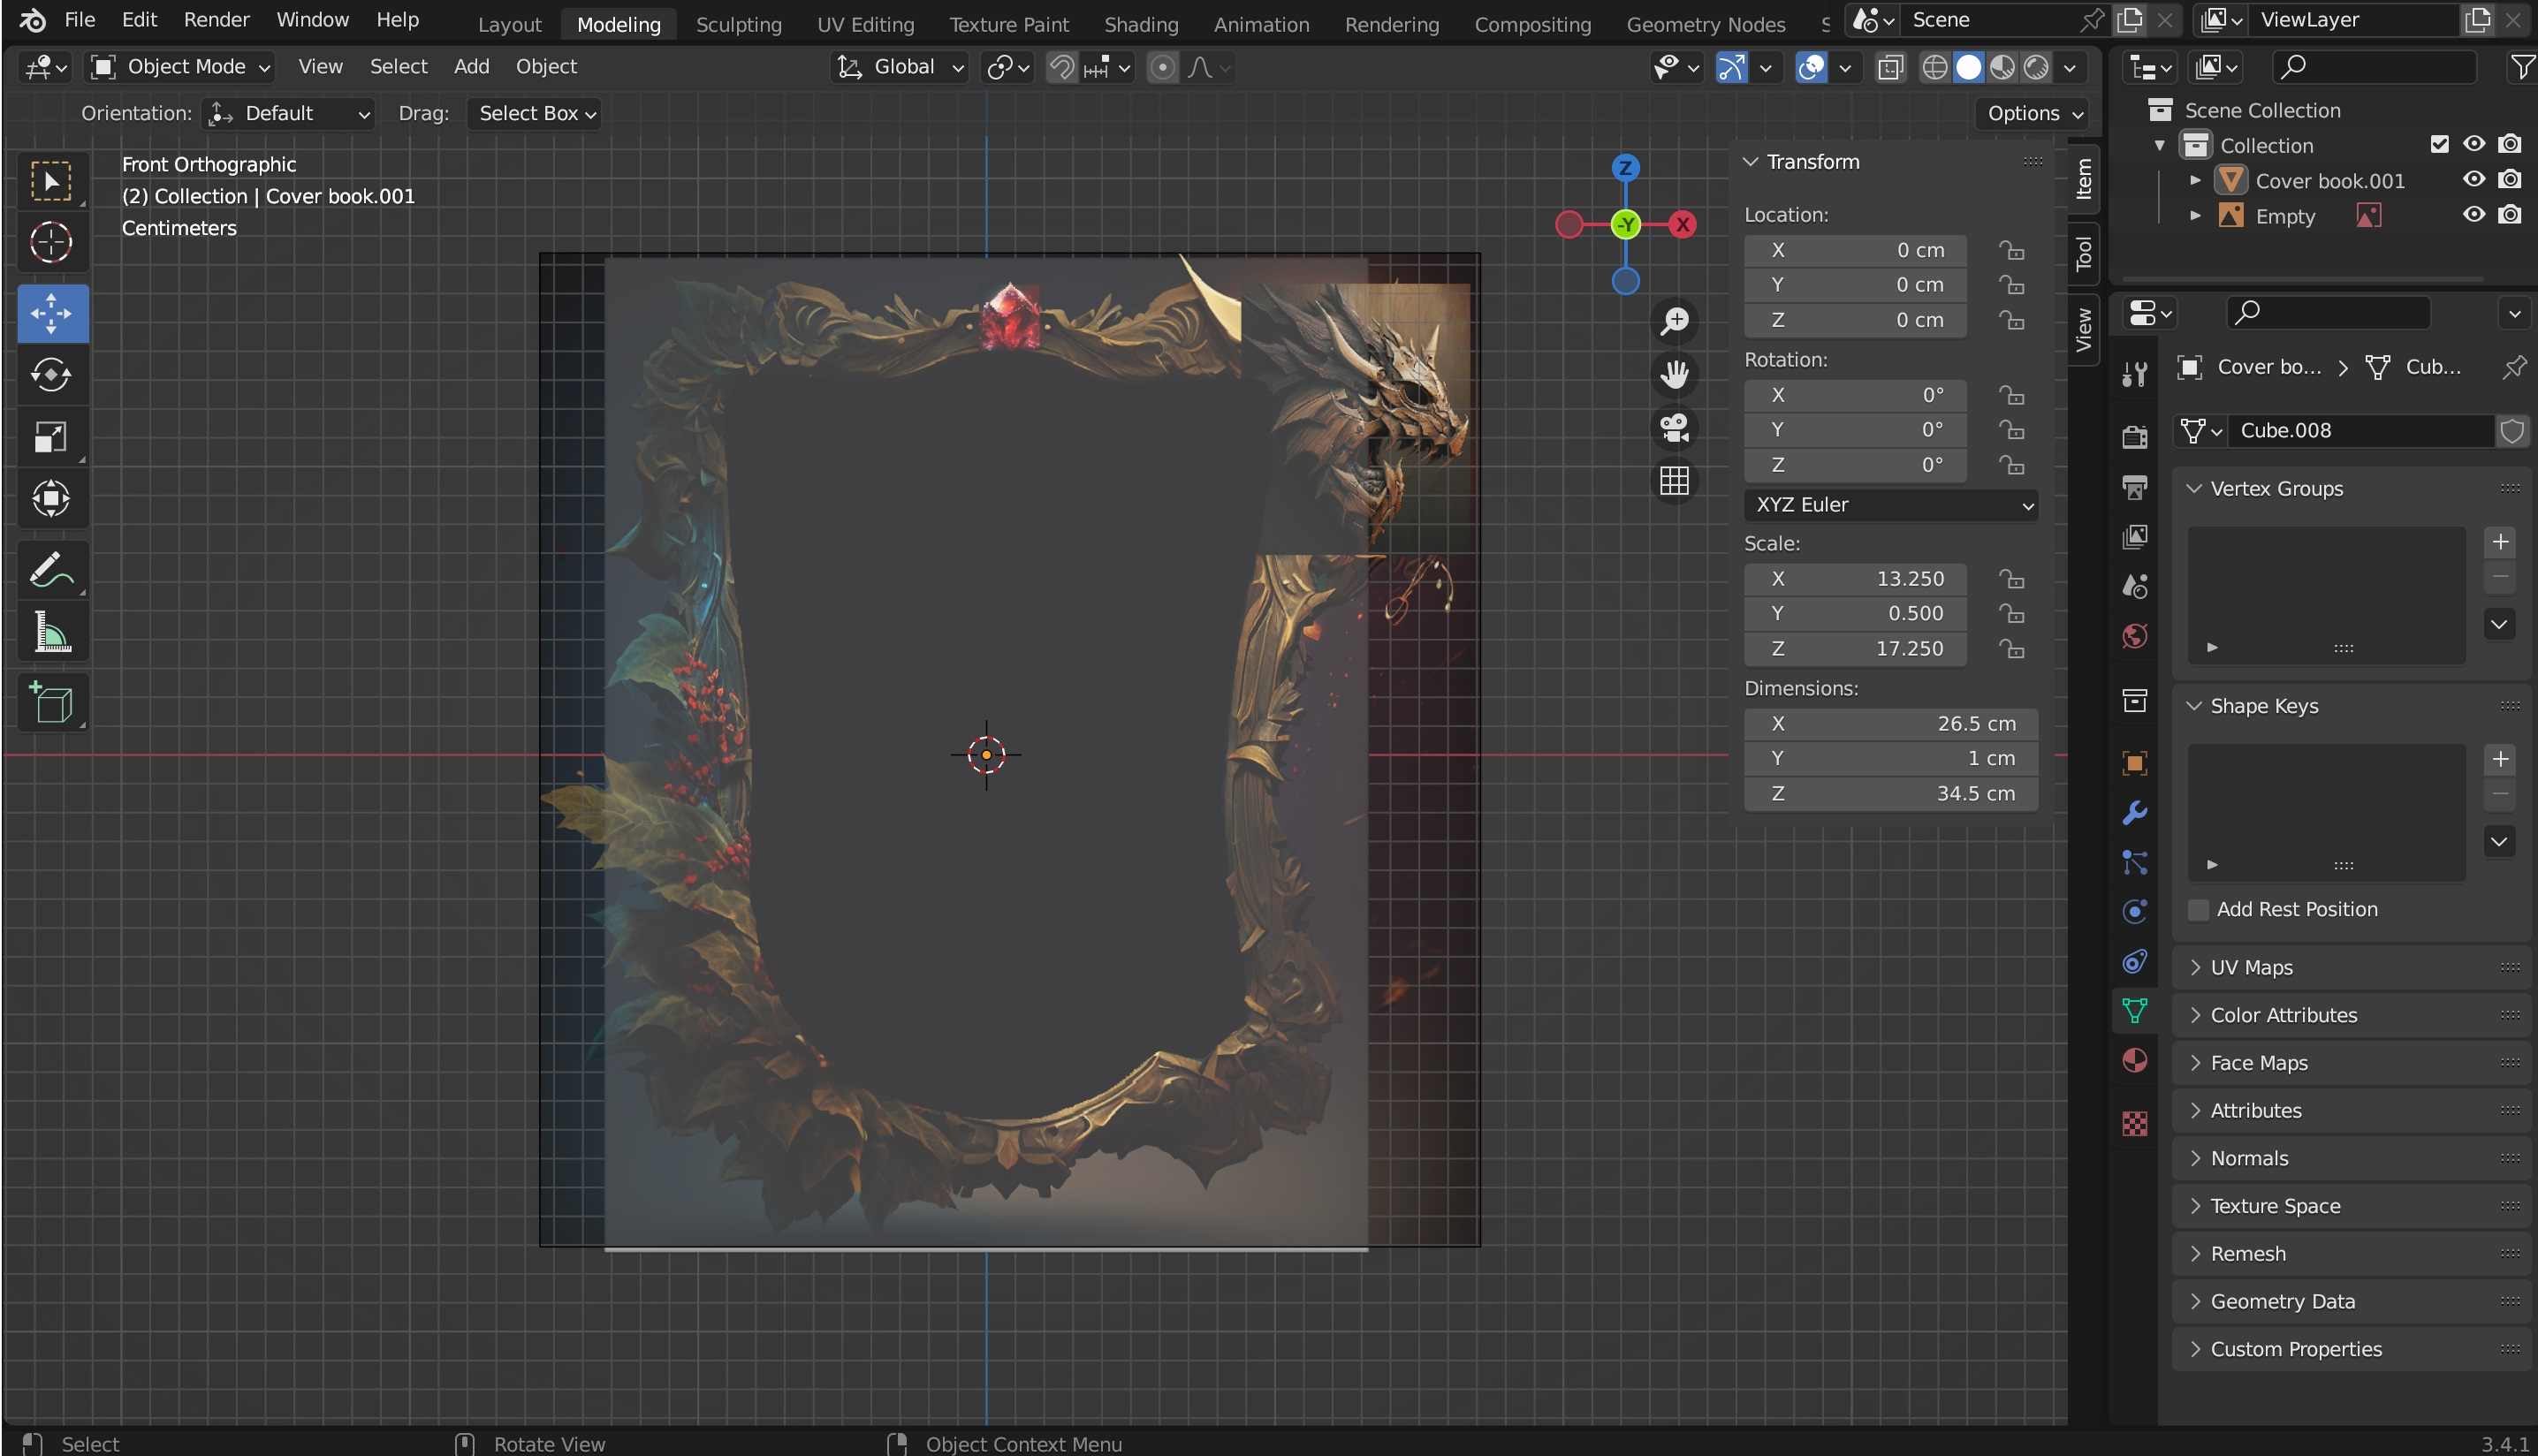 File Edit Render Window Help Layout Modeling Sculpting UV Editing Texture Paint Shading Animation Rendering Compositing Geometry Nodes Scene ViewLayer
Object Mode View Select Add Object Global
Orientation: Default Drag: Select Box Options
Front Orthographic
(2) Collection | Cover book.001
Centimeters
Z
-Y
X
Transform
Location:
X 0 cm
Y 0 cm
Z 0 cm
Rotation:
X 0°
Y 0°
Z 0°
XYZ Euler
Scale:
X 13.250
Y 0.500
Z 17.250
Dimensions:
X 26.5 cm
Y 1 cm
Z 34.5 cm
Item
Tool
View
Scene Collection
Collection
Cover book.001
Empty
Cover bo... Cub...
Cube.008
Vertex Groups
Shape Keys
Add Rest Position
UV Maps
Color Attributes
Face Maps
Attributes
Normals
Texture Space
Remesh
Geometry Data
Custom Properties
Select Rotate View Object Context Menu 3.4.1